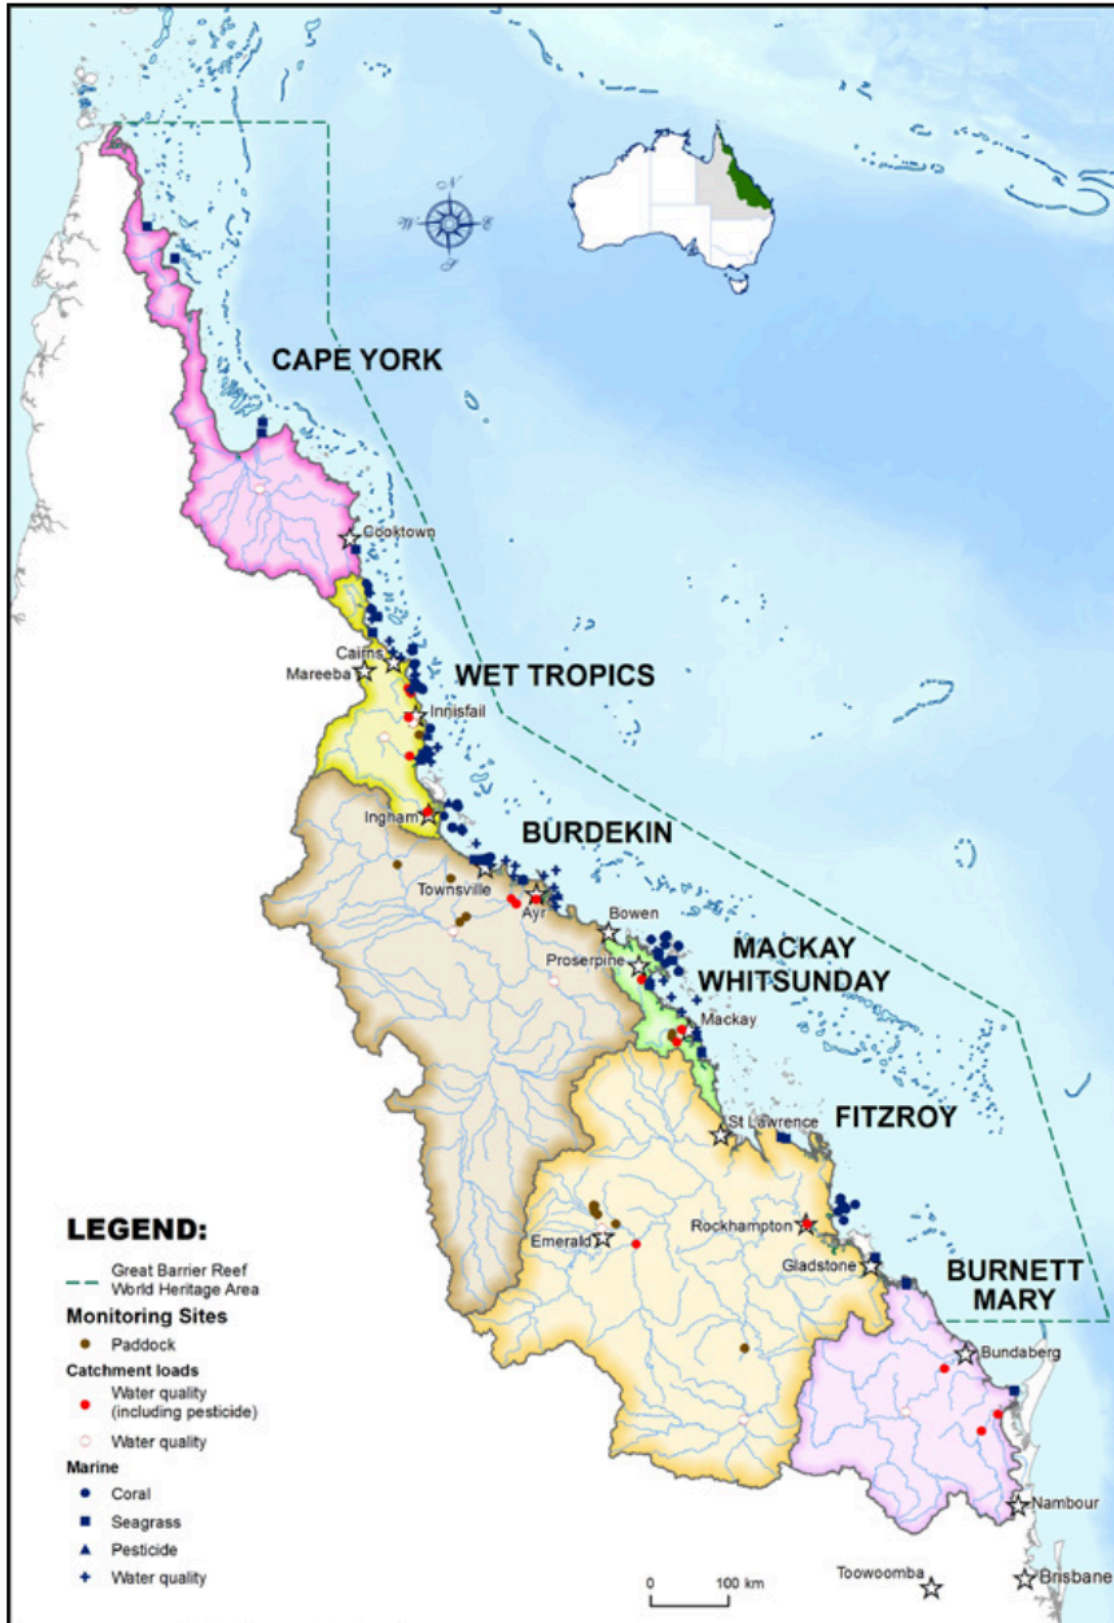 N
W
E
S
CAPE YORK
Cooktown
Cairns
Mareeba
WET TROPICS
Innisfail
Ingham
BURDEKIN
Townsville
Ayr
Bowen
Proserpine
MACKAY
WHITSUNDAY
Mackay
FITZROY
St Lawrence
Rockhampton
Emerald
Gladstone
BURNETT
MARY
Bundaberg
Nambour
Toowoomba
Brisbane
LEGEND:
Great Barrier Reef
World Heritage Area
Monitoring Sites
Paddock
Catchment loads
Water quality
(including pesticide)
Water quality
Marine
Coral
Seagrass
Pesticide
Water quality
0 100 km